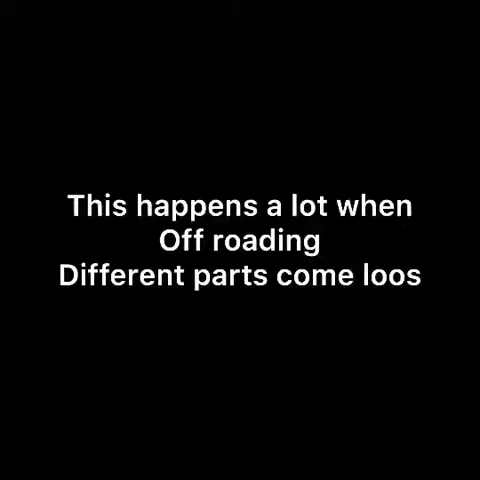 This happens a lot when
Off roading
Different parts come loos